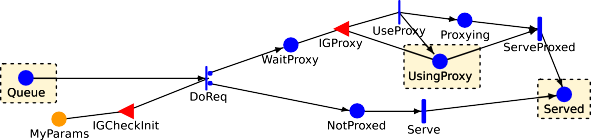 UseProxy
Proxying
IGProxy
WaitProxy
ServeProxed
UsingProxy
Queue
DoReq
Served
MyParams
IGCheckInit
NotProxed
Serve